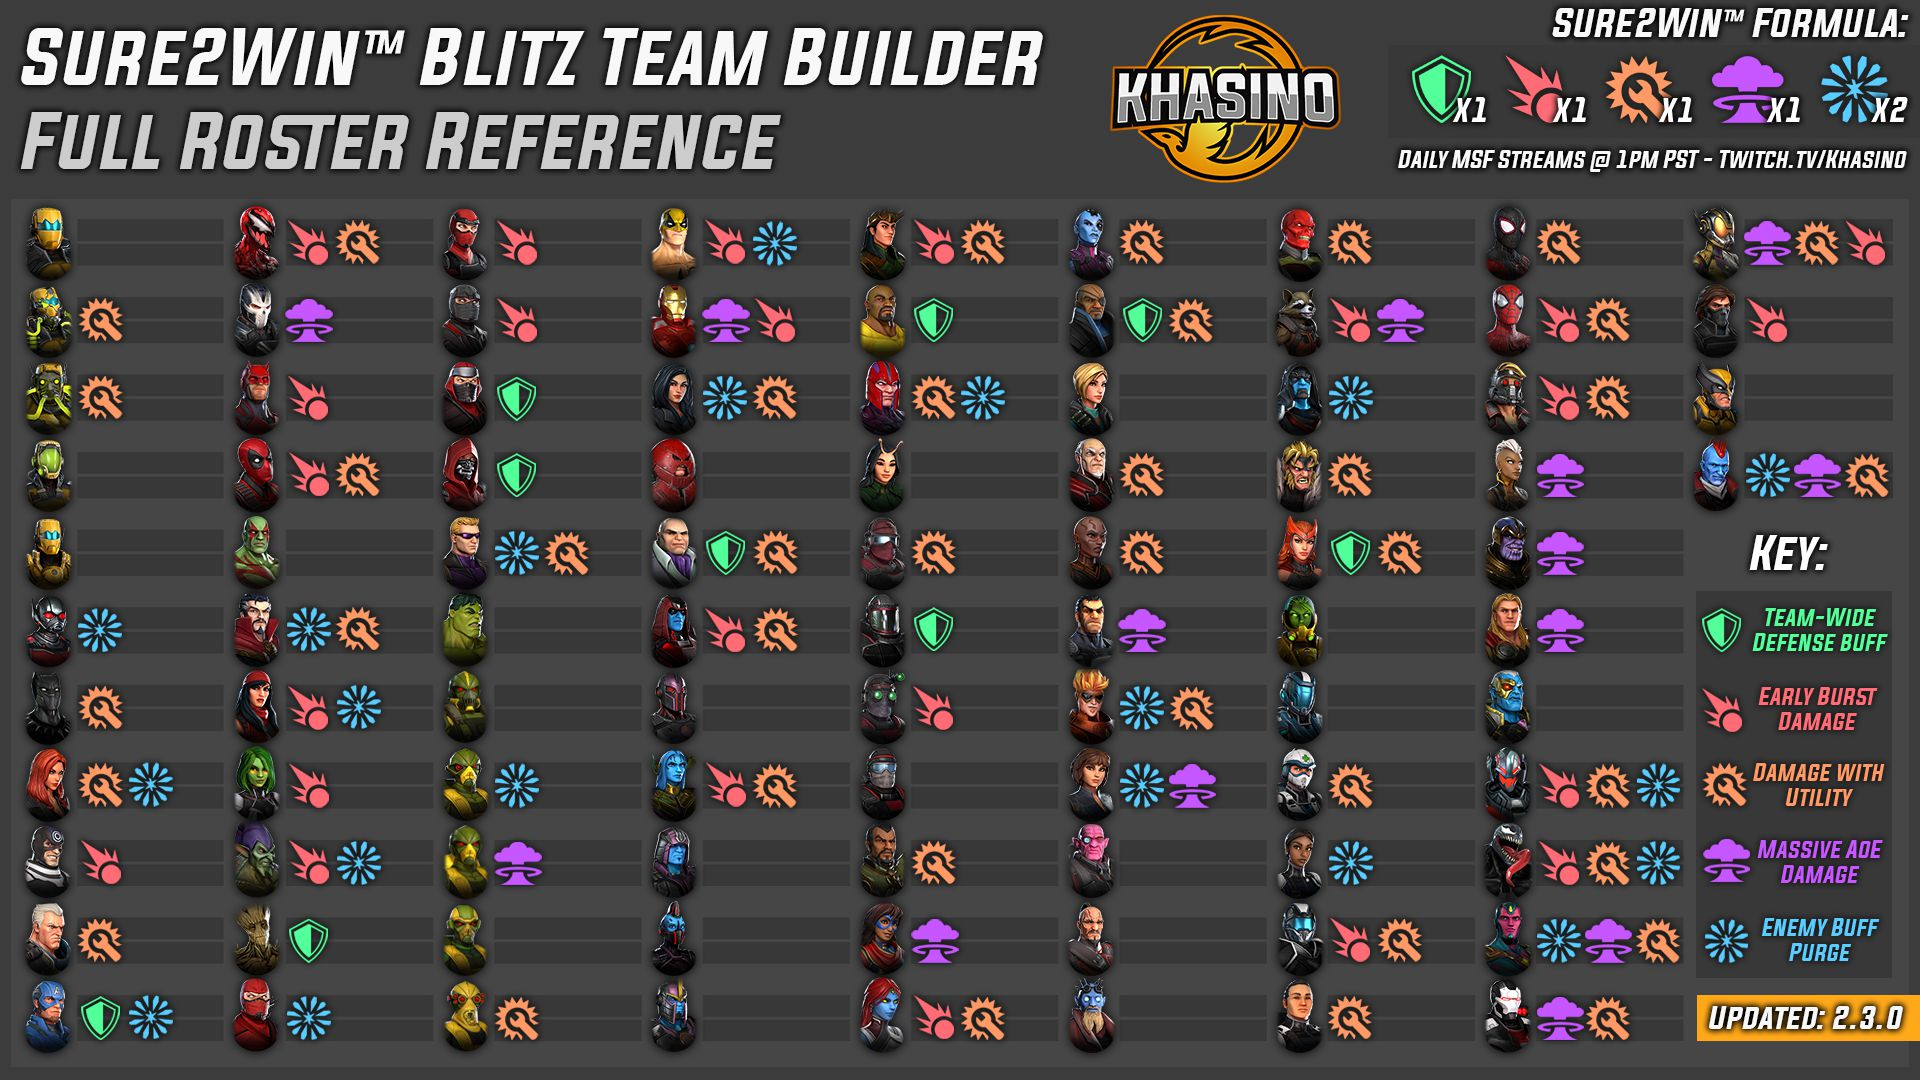 Sure2Win™ Blitz Team Builder
Full Roster Reference
KHASINO
Sure2Win™ Formula:
x1 x1 x1 x1 x2
Daily MSF Streams @ 1pm PST - Twitch.tv/Khasino
Key:
Team-Wide
Defense Buff
Early Burst
Damage
Damage with
Utility
Massive AoE
Damage
Enemy Buff
Purge
Updated: 2.3.0